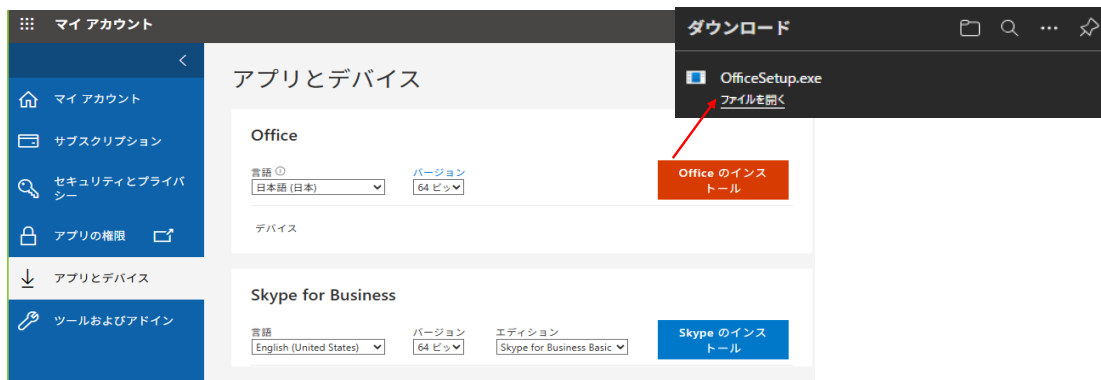 マイ アカウント
ダウンロード
OfficeSetup.exe
ファイルを開く
マイ アカウント
サブスクリプション
セキュリティとプライバ
シー
アプリの権限
アプリとデバイス
ツールおよびアドイン
アプリとデバイス
Office
言語 バージョン
日本語 (日本) 64 ビッ
Office のインス
トール
デバイス
Skype for Business
言語 バージョン エディション
English (United States) 64 ビッ Skype for Business Basic
Skype のインス
トール